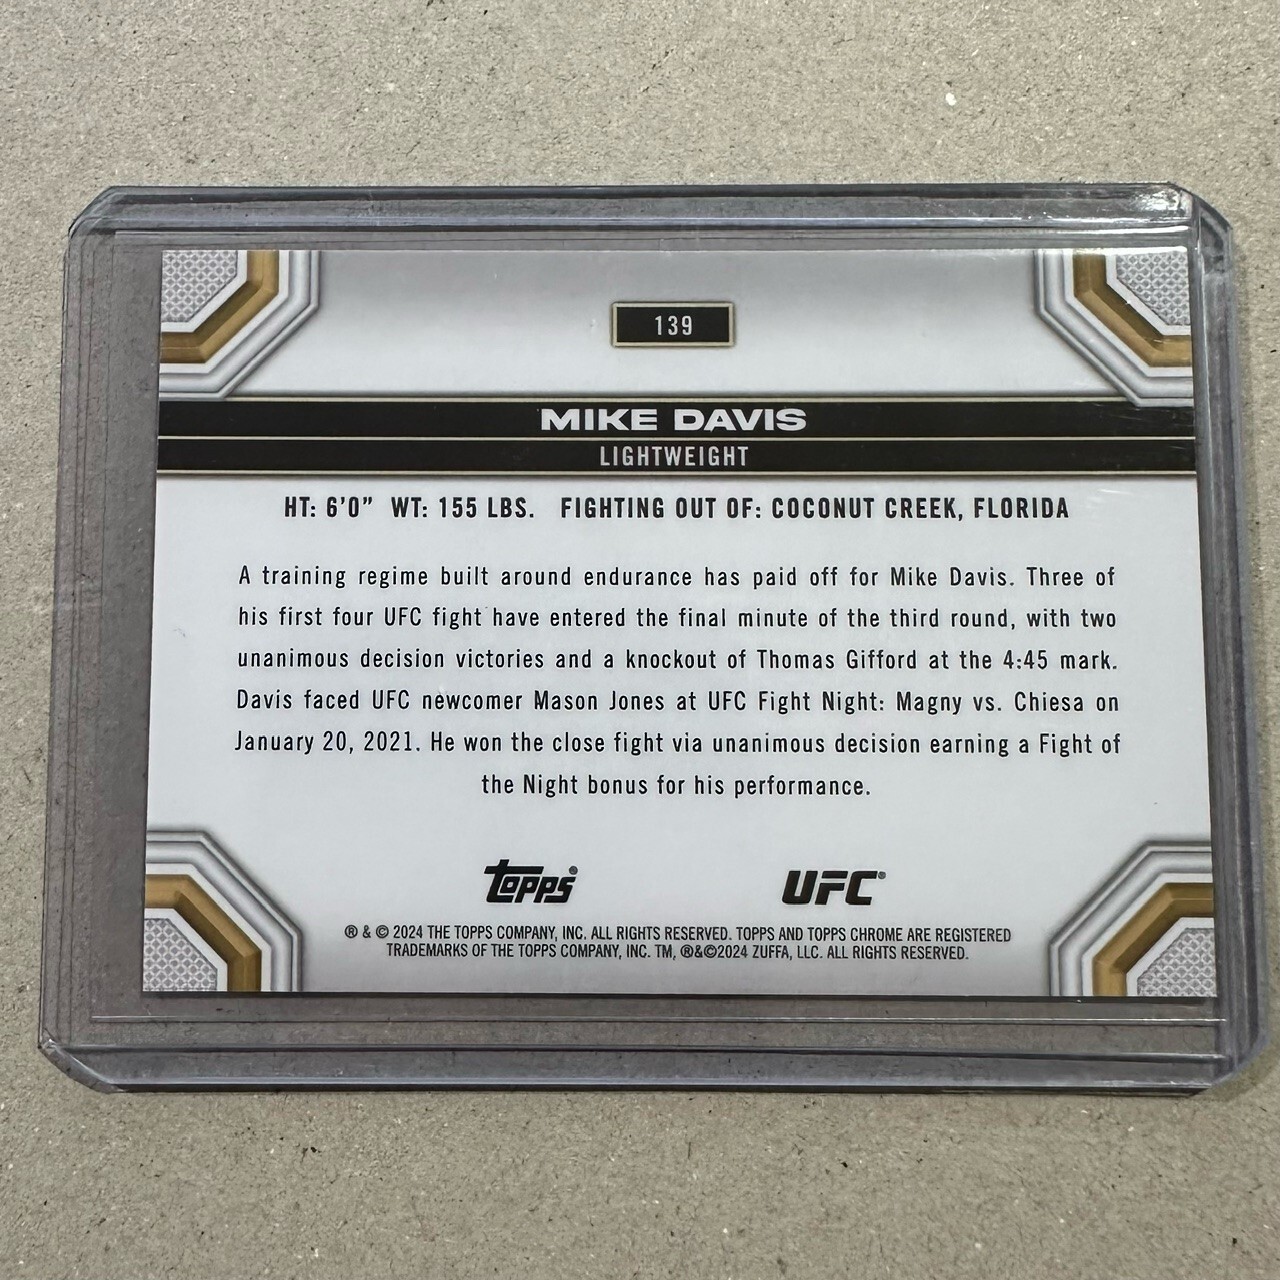 139
MIKE DAVIS
LIGHTWEIGHT
HT: 6'0" WT: 155 LBS. FIGHTING OUT OF: COCONUT CREEK, FLORIDA
A training regime built around endurance has paid off for Mike Davis. Three of
his first four UFC fight have entered the final minute of the third round, with two
unanimous decision victories and a knockout of Thomas Gifford at the 4:45 mark.
Davis faced UFC newcomer Mason Jones at UFC Fight Night: Magny vs. Chiesa on
January 20, 2021. He won the close fight via unanimous decision earning a Fight of
the Night bonus for his performance.
Topps® UFC®
® & © 2024 THE TOPPS COMPANY, INC. ALL RIGHTS RESERVED. TOPPS AND TOPPS CHROME ARE REGISTERED
TRADEMARKS OF THE TOPPS COMPANY, INC. TM, ®&©2024 ZUFFA, LLC. ALL RIGHTS RESERVED.